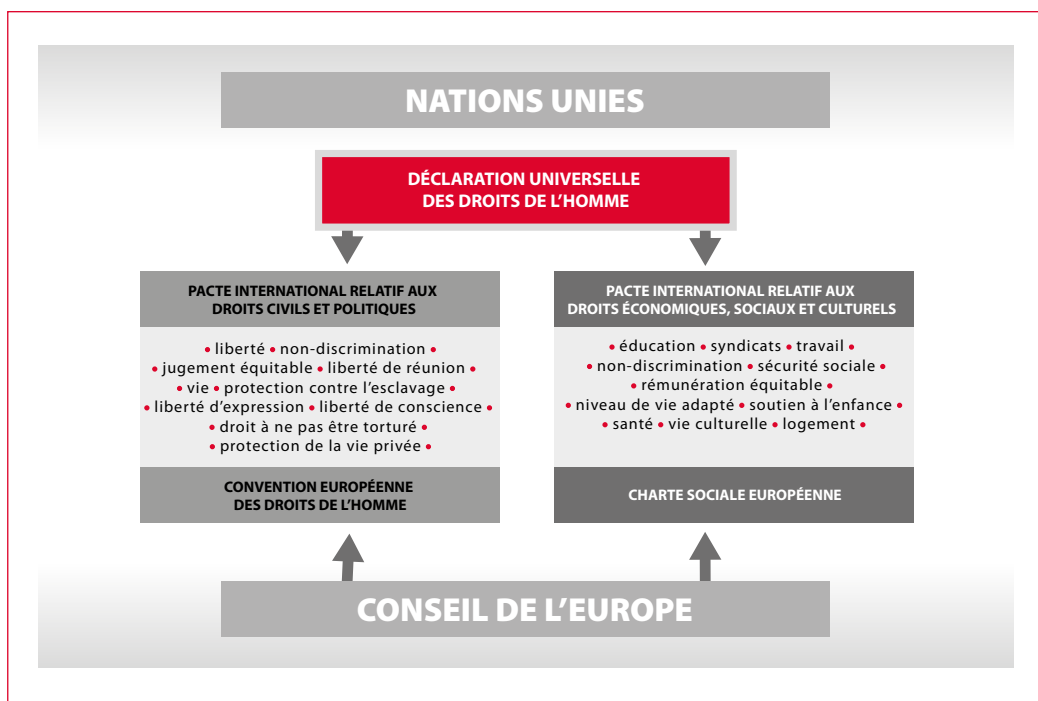 NATIONS UNIES
DÉCLARATION UNIVERSELLE
DES DROITS DE L’HOMME
PACTE INTERNATIONAL RELATIF AUX
DROITS CIVILS ET POLITIQUES
• liberté • non-discrimination •
• jugement équitable • liberté de réunion •
• vie • protection contre l’esclavage •
• liberté d’expression • liberté de conscience •
• droit à ne pas être torturé •
• protection de la vie privée •
CONVENTION EUROPÉENNE
DES DROITS DE L’HOMME
PACTE INTERNATIONAL RELATIF AUX
DROITS ÉCONOMIQUES, SOCIAUX ET CULTURELS
• éducation • syndicats • travail •
• non-discrimination • sécurité sociale •
• rémunération équitable •
• niveau de vie adapté • soutien à l’enfance •
• santé • vie culturelle • logement •
CHARTE SOCIALE EUROPÉENNE
CONSEIL DE L’EUROPE